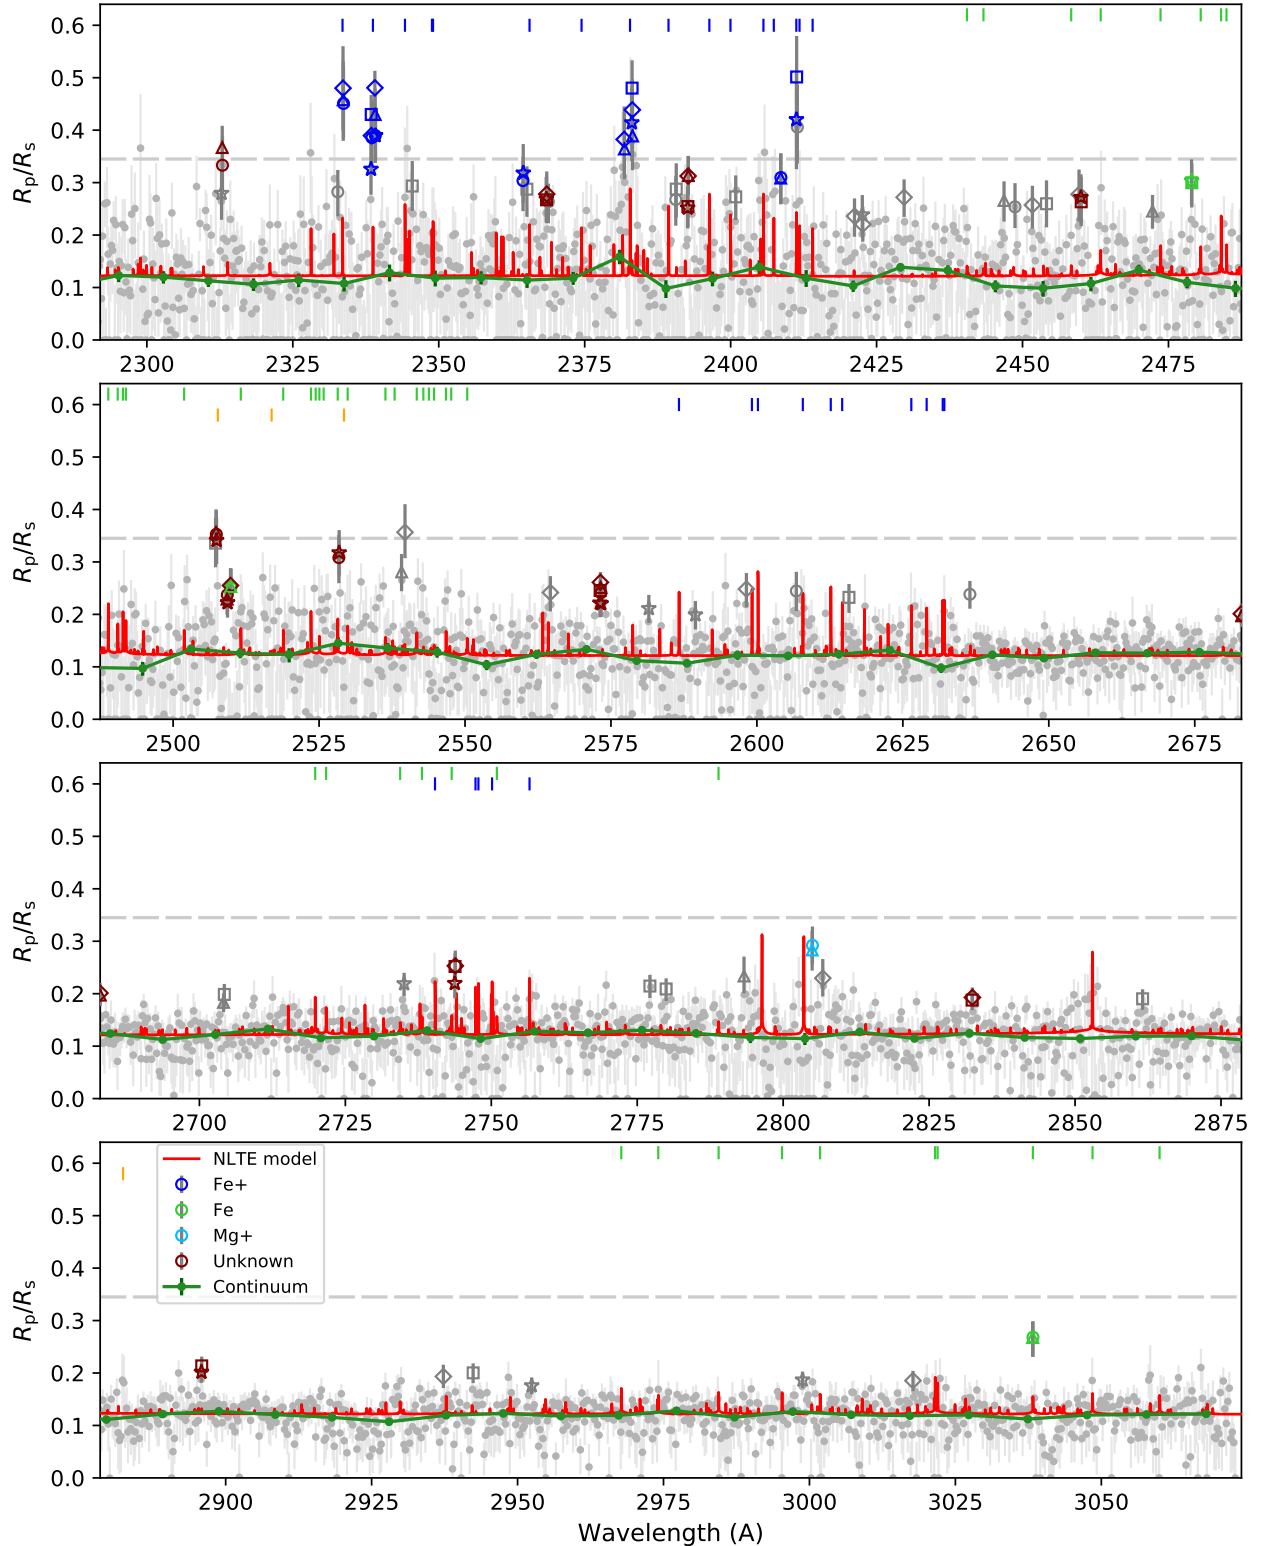 0.6
0.5
0.4
0.3
0.2
0.1
0.0
Rp/Rs
2300 2325 2350 2375 2400 2425 2450 2475
0.6
0.5
0.4
0.3
0.2
0.1
0.0
Rp/Rs
2500 2525 2550 2575 2600 2625 2650 2675
0.6
0.5
0.4
0.3
0.2
0.1
0.0
Rp/Rs
2700 2725 2750 2775 2800 2825 2850 2875
0.6
0.5
0.4
0.3
0.2
0.1
0.0
Rp/Rs
NLTE model
Fe+
Fe
Mg+
Unknown
Continuum
2900 2925 2950 2975 3000 3025 3050
Wavelength (A)